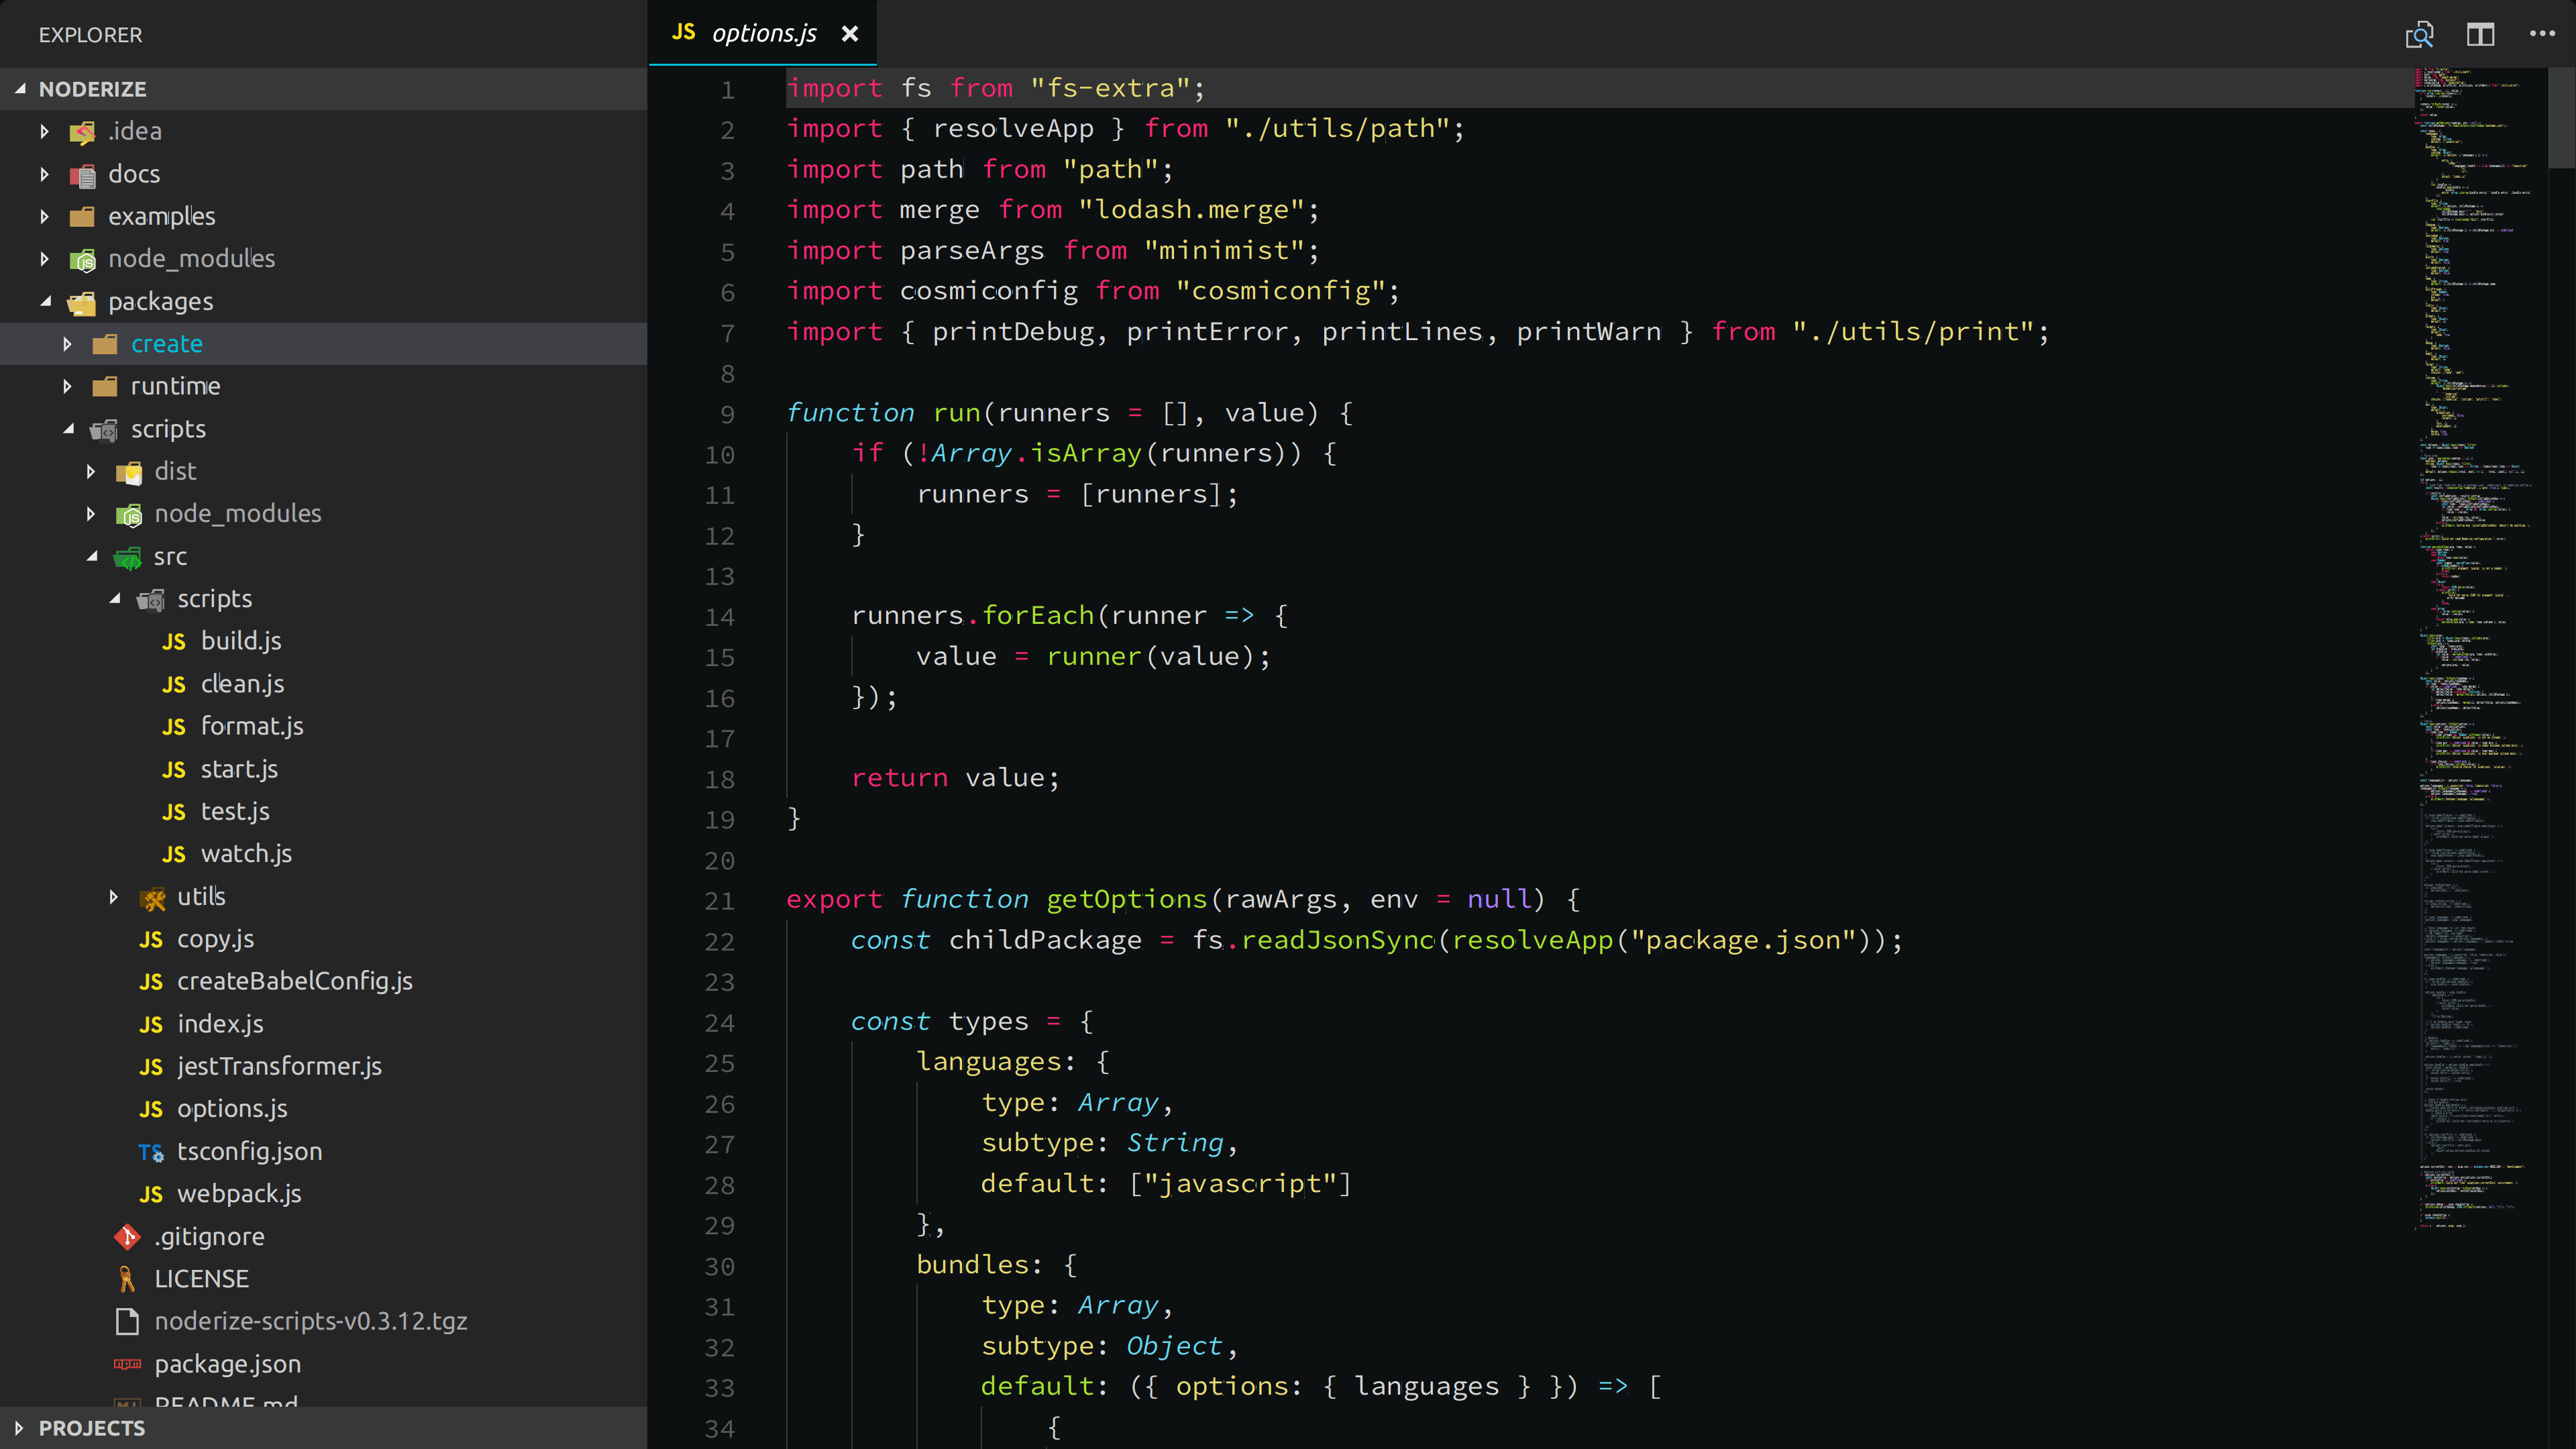 EXPLORER
NODERIZE
.idea
docs
examples
node_modules
packages
create
runtime
scripts
dist
node_modules
src
scripts
JS build.js
JS clean.js
JS format.js
JS start.js
JS test.js
JS watch.js
utils
JS copy.js
JS createBabelConfig.js
JS index.js
JS jestTransformer.js
JS options.js
TS tsconfig.json
JS webpack.js
.gitignore
LICENSE
noderize-scripts-v0.3.12.tgz
package.json
README.md
PROJECTS
JS options.js
1 import fs from "fs-extra";
2 import { resolveApp } from "./utils/path";
3 import path from "path";
4 import merge from "lodash.merge";
5 import parseArgs from "minimist";
6 import cosmiconfig from "cosmiconfig";
7 import { printDebug, printError, printLines, printWarn } from "./utils/print";
8
9 function run(runners = [], value) {
10 if (!Array.isArray(runners)) {
11 runners = [runners];
12 }
13
14 runners.forEach(runner => {
15 value = runner(value);
16 });
17
18 return value;
19 }
20
21 export function getOptions(rawArgs, env = null) {
22 const childPackage = fs.readJsonSync(resolveApp("package.json"));
23
24 const types = {
25 languages: {
26 type: Array,
27 subtype: String,
28 default: ["javascript"]
29 },
30 bundles: {
31 type: Array,
32 subtype: Object,
33 default: ({ options: { languages } }) => [
34 {